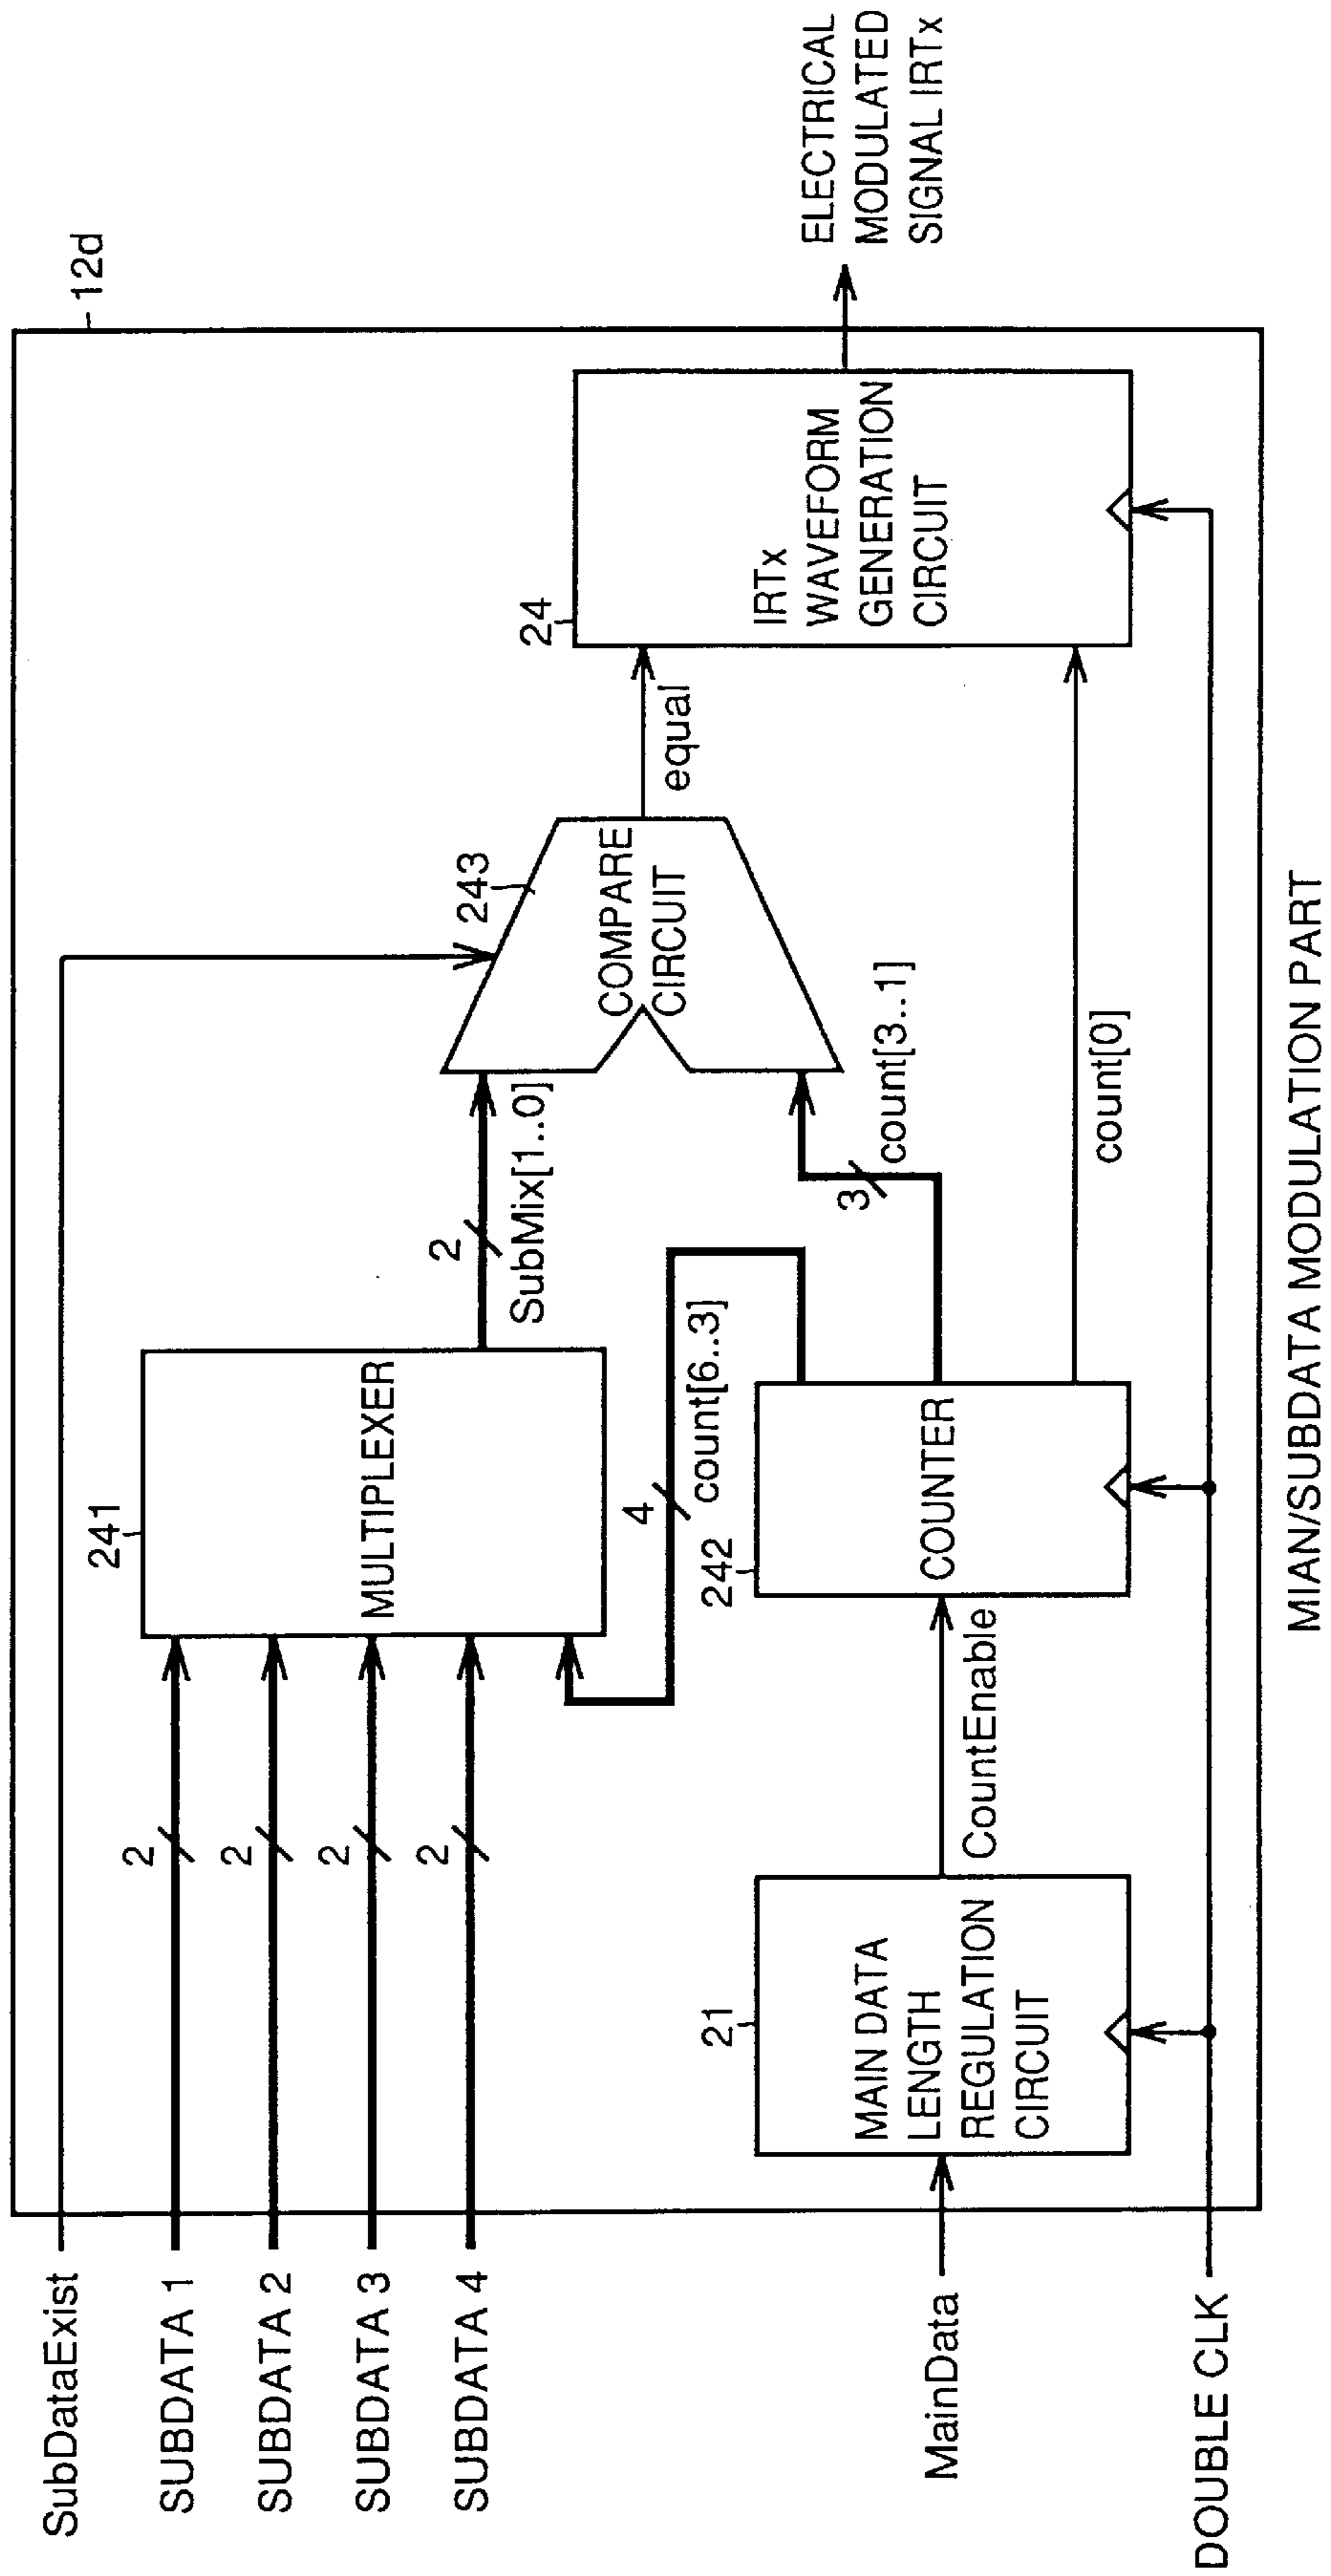 SubDataExist
SUBDATA 1
SUBDATA 2
SUBDATA 3
SUBDATA 4
MainData
DOUBLE CLK
2
2
2
2
21
MAIN DATA
LENGTH
REGULATION
CIRCUIT
CountEnable
241
MULTIPLEXER
4
count[6..3]
242
COUNTER
2
SubMix[1..0]
3
count[3..1]
count[0]
243
COMPARE
CIRCUIT
equal
24
IRTx
WAVEFORM
GENERATION
CIRCUIT
12d
ELECTRICAL
MODULATED
SIGNAL IRTx
MIAN/SUBDATA MODULATION PART